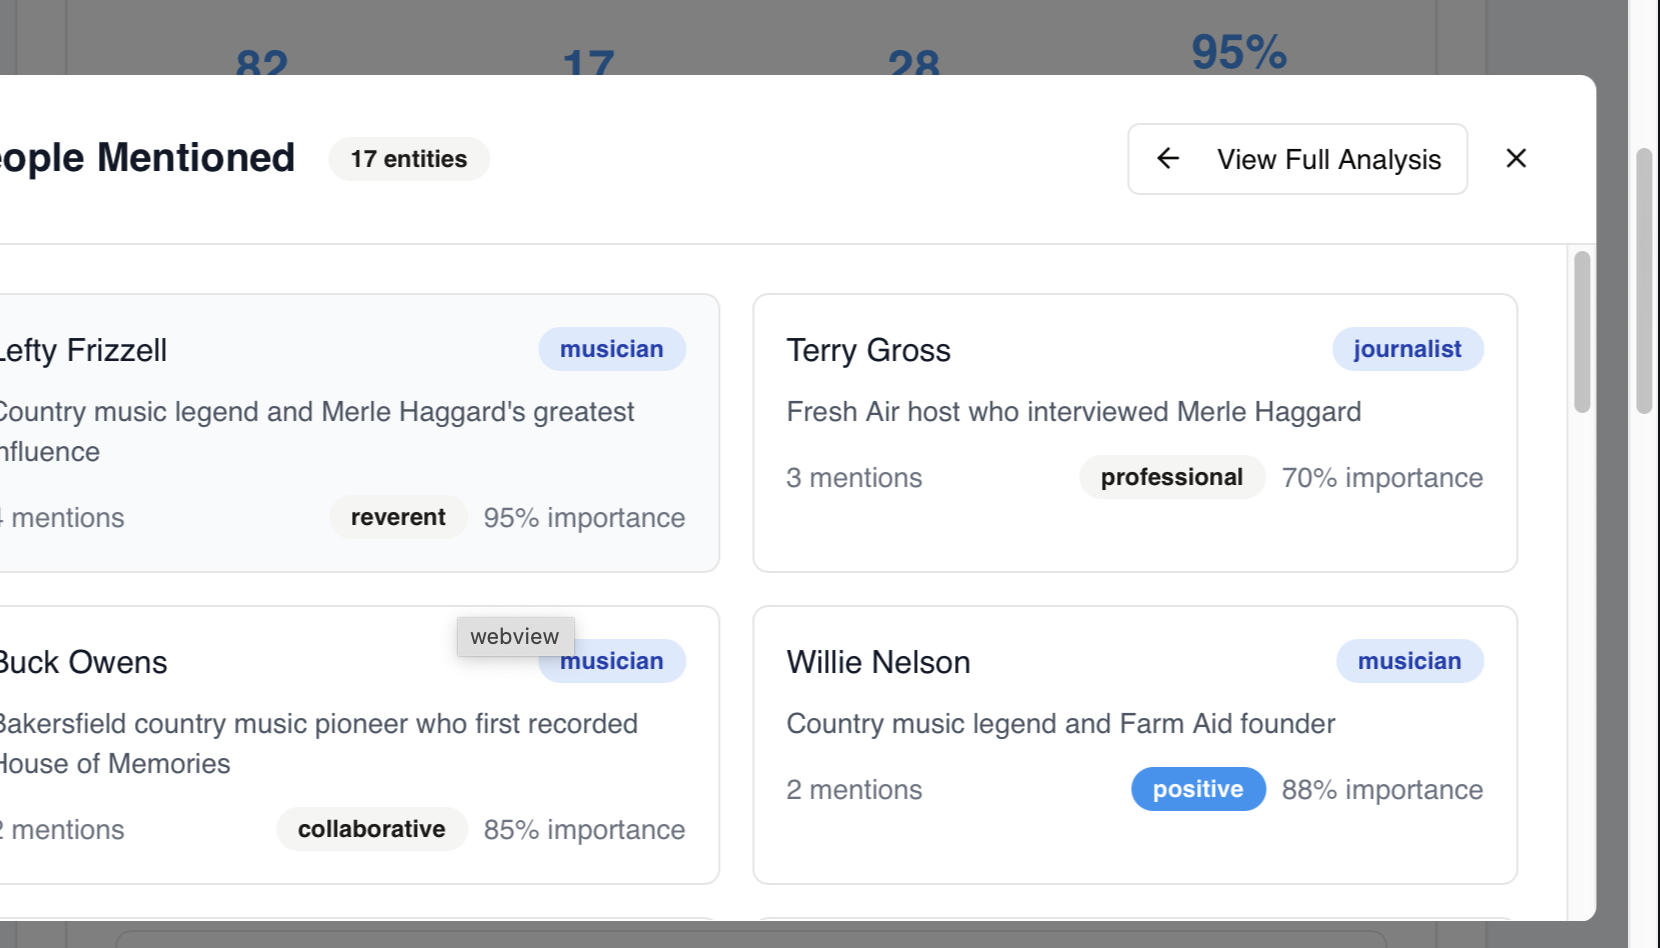 82
17
28
95%
eople Mentioned
17 entities
View Full Analysis
Lefty Frizzell
musician
Country music legend and Merle Haggard's greatest
nfluence
4 mentions
reverent
95% importance
Terry Gross
journalist
Fresh Air host who interviewed Merle Haggard
3 mentions
professional
70% importance
Buck Owens
webview
musician
Bakersfield country music pioneer who first recorded
House of Memories
2 mentions
collaborative
85% importance
Willie Nelson
musician
Country music legend and Farm Aid founder
2 mentions
positive
88% importance